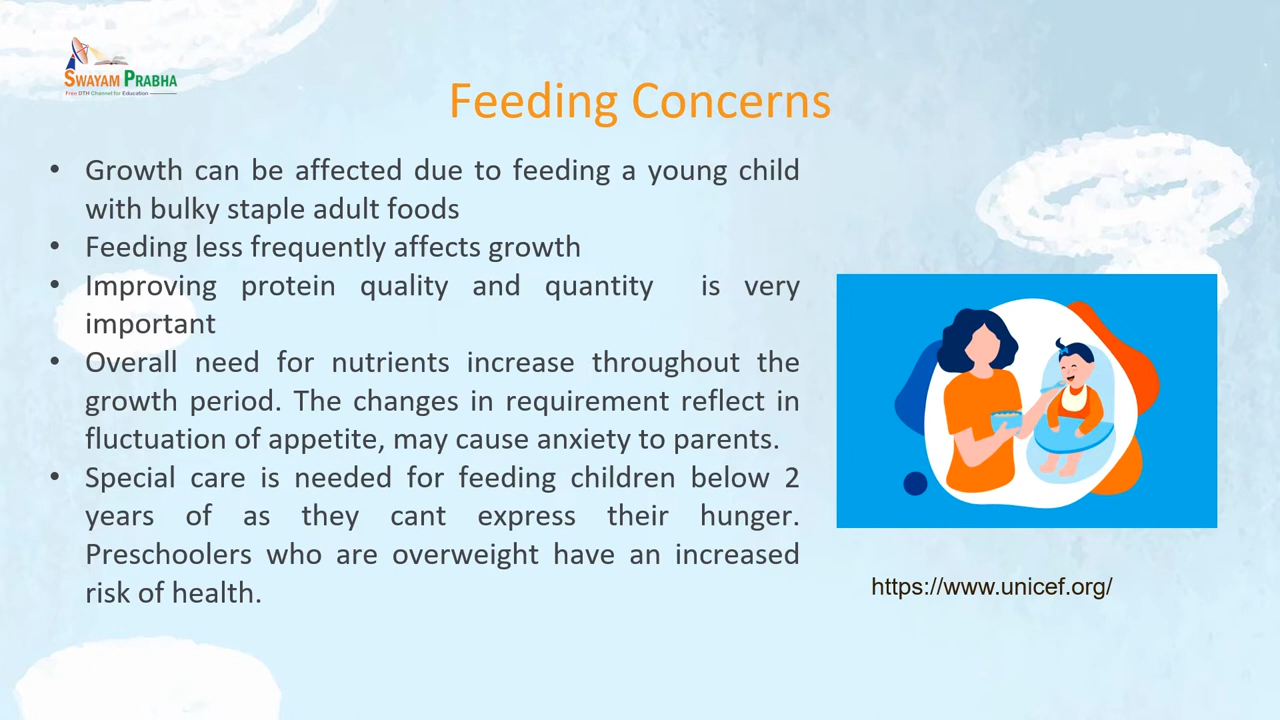 SWAYAM PRABHA
Free DTH Channel for Education
Feeding Concerns
• Growth can be affected due to feeding a young child
with bulky staple adult foods
• Feeding less frequently affects growth
• Improving protein quality and quantity is very
important
• Overall need for nutrients increase throughout the
growth period. The changes in requirement reflect in
fluctuation of appetite, may cause anxiety to parents.
• Special care is needed for feeding children below 2
years of as they cant express their hunger.
Preschoolers who are overweight have an increased
risk of health.
https://www.unicef.org/